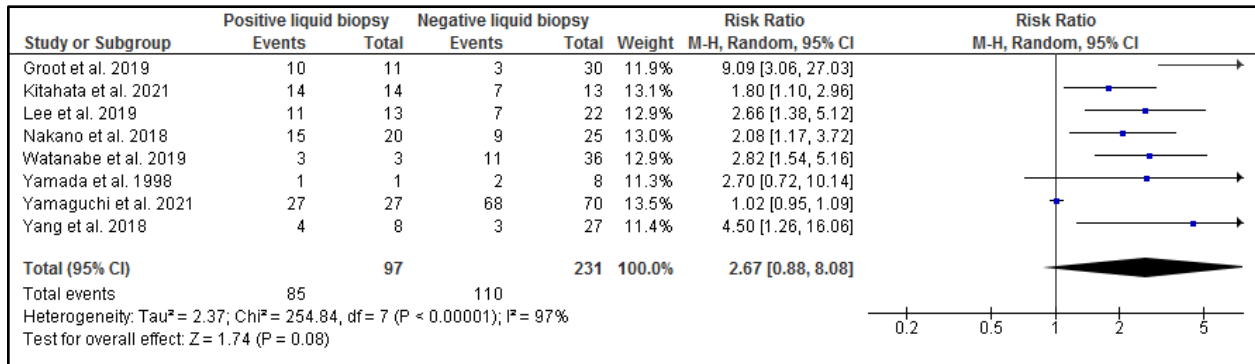 Positive liquid biopsy Negative liquid biopsy Risk Ratio Risk Ratio
Study or Subgroup Events Total Events Total Weight M-H, Random, 95% CI M-H, Random, 95% CI
Groot et al. 2019 10 11 3 30 11.9% 9.09 [3.06, 27.03]
Kitahata et al. 2021 14 14 7 13 13.1% 1.80 [1.10, 2.96]
Lee et al. 2019 11 13 7 22 12.9% 2.66 [1.38, 5.12]
Nakano et al. 2018 15 20 9 25 13.0% 2.08 [1.17, 3.72]
Watanabe et al. 2019 3 3 11 36 12.9% 2.82 [1.54, 5.16]
Yamada et al. 1998 1 1 2 8 11.3% 2.70 [0.72, 10.14]
Yamaguchi et al. 2021 27 27 68 70 13.5% 1.02 [0.95, 1.09]
Yang et al. 2018 4 8 3 27 11.4% 4.50 [1.26, 16.06]
Total (95% CI) 97 231 100.0% 2.67 [0.88, 8.08]
Total events 85 110
Heterogeneity: Tau² = 2.37; Chi² = 254.84, df = 7 (P < 0.00001); I² = 97%
Test for overall effect: Z = 1.74 (P = 0.08)
0.2 0.5 1 2 5